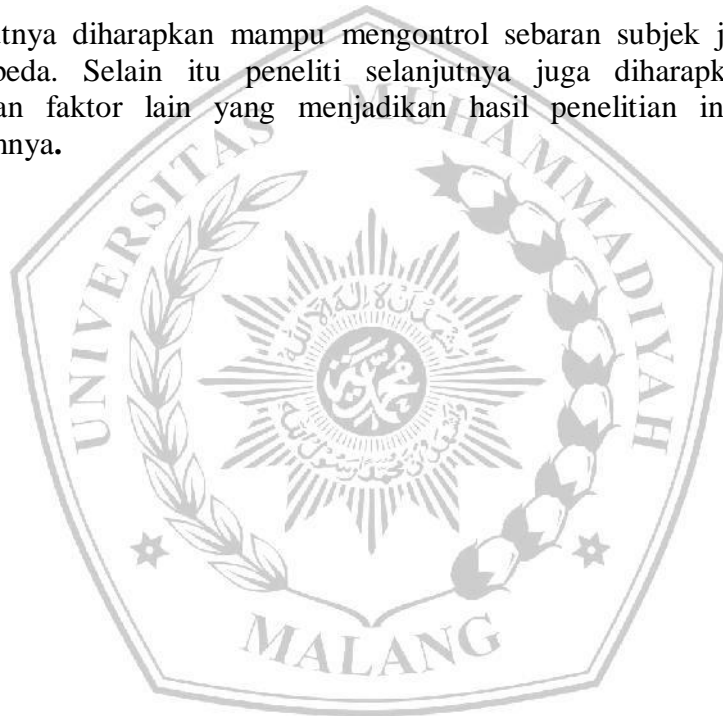 utnya diharapkan mampu mengontrol sebaran subjek j
beda. Selain itu peneliti selanjutnya juga diharapk
an faktor lain yang menjadikan hasil penelitian in
nnya.
UNIVERSITAS MUHAMMADIYAH
MALANG